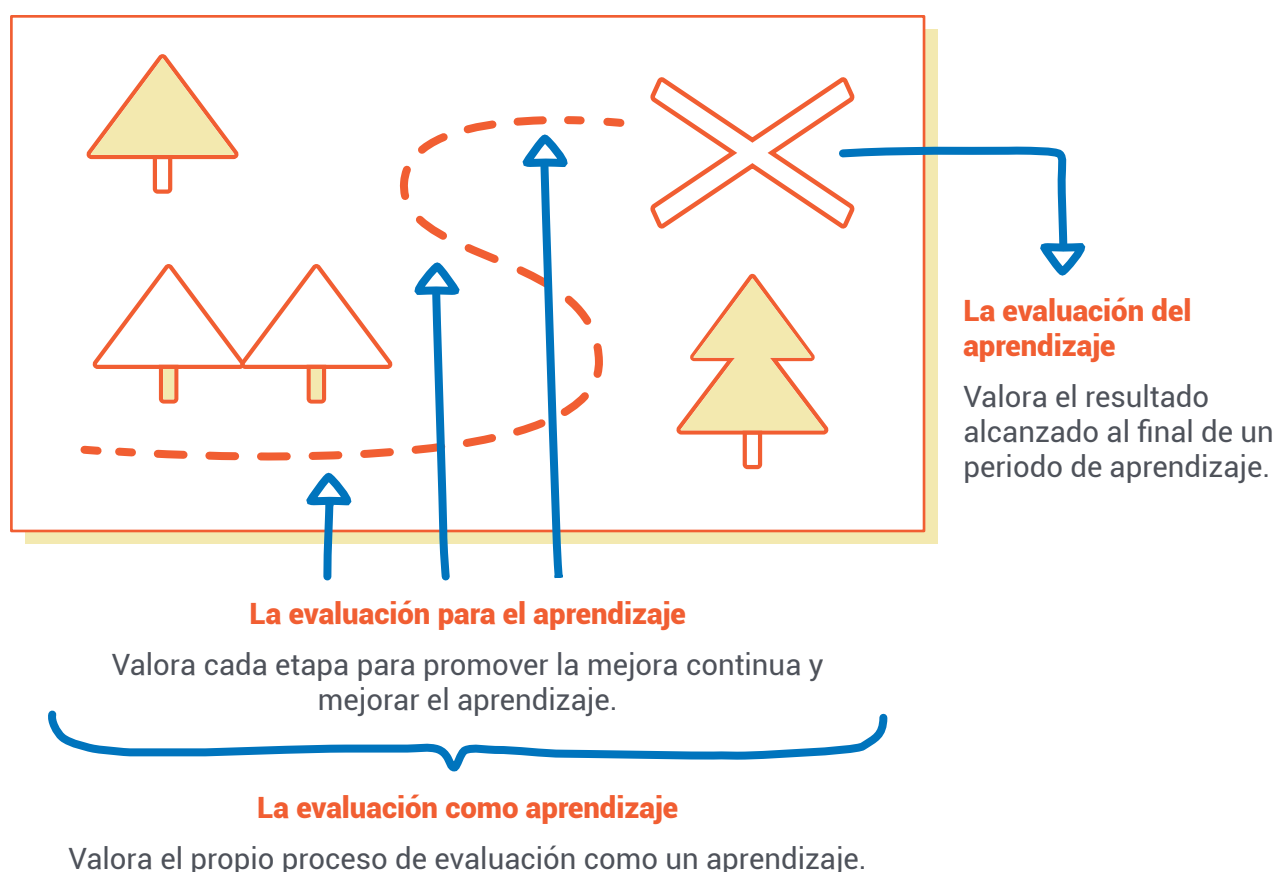 La evaluación del
aprendizaje
Valora el resultado
alcanzado al final de un
periodo de aprendizaje.
La evaluación para el aprendizaje
Valora cada etapa para promover la mejora continua y
mejorar el aprendizaje.
La evaluación como aprendizaje
Valora el propio proceso de evaluación como un aprendizaje.